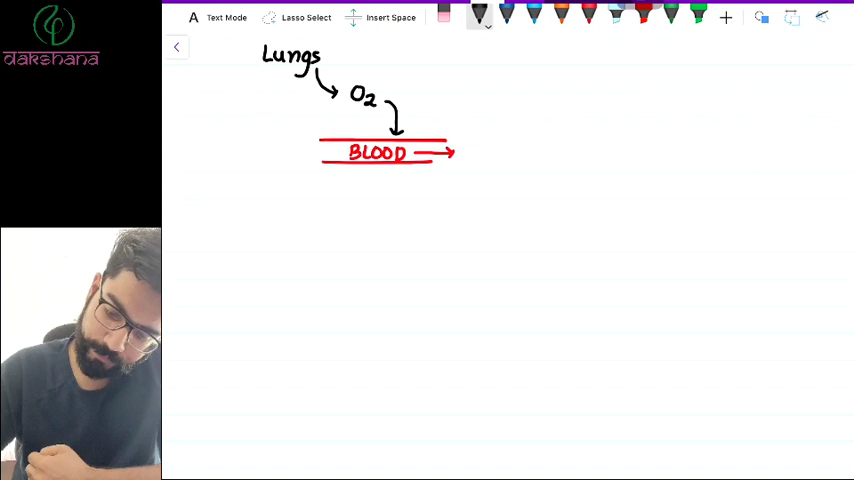 dakshana
A Text Mode Lasso Select Insert Space
Lungs
O₂
BLOOD